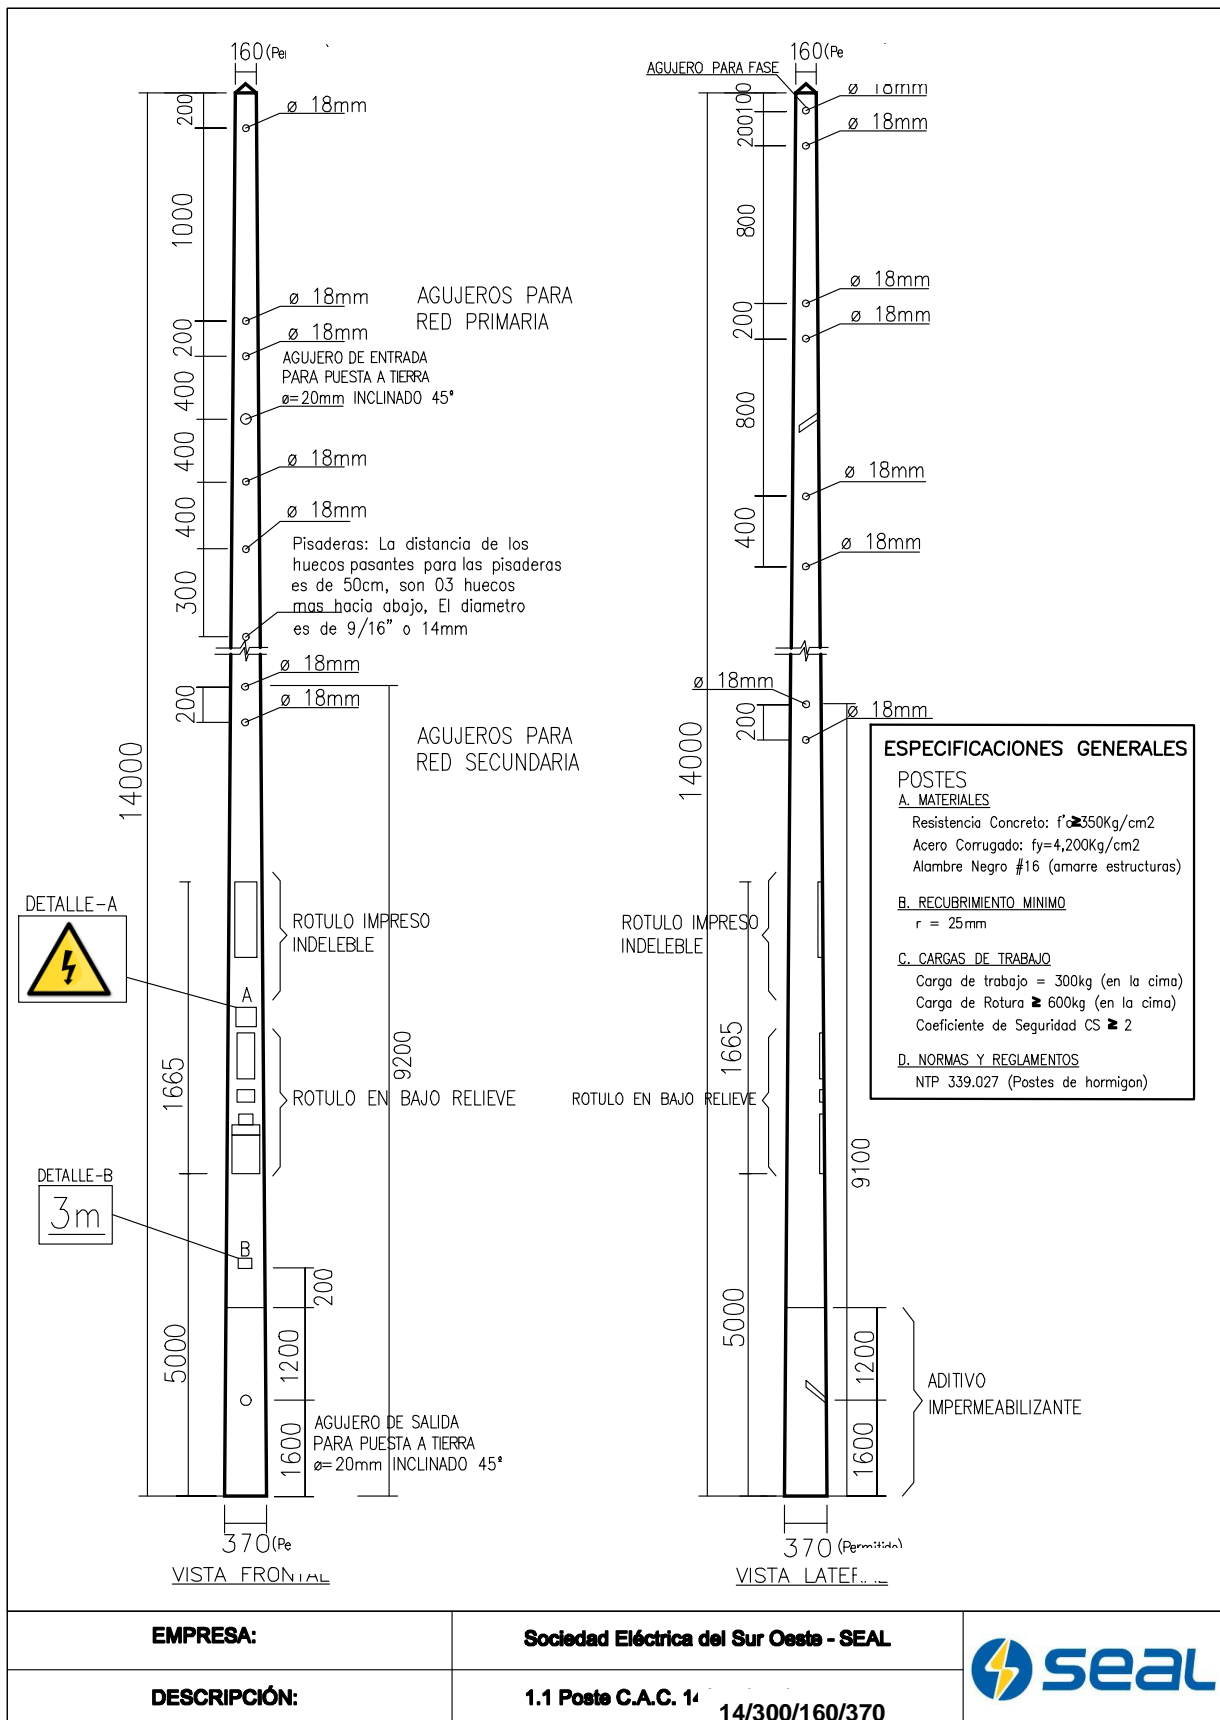 160(Pe
200
ø 18mm
1000
ø 18mm
AGUJEROS PARA
RED PRIMARIA
200
ø 18mm
AGUJERO DE ENTRADA
PARA PUESTA A TIERRA
ø=20mm INCLINADO 45°
400
400
ø 18mm
400
ø 18mm
Pisaderas: La distancia de los
huecos pasantes para las pisaderas
es de 50cm, son 03 huecos
mas hacia abajo, El diametro
es de 9/16" o 14mm
300
ø 18mm
200
ø 18mm
AGUJEROS PARA
RED SECUNDARIA
14000
DETALLE-A
ROTULO IMPRESO
INDELEBLE
A
9200
1665
ROTULO EN BAJO RELIEVE
DETALLE-B
3m
B
200
5000
1200
AGUJERO DE SALIDA
PARA PUESTA A TIERRA
ø=20mm INCLINADO 45°
1600
370(Pe
VISTA FRONTAL
160(Pe
AGUJERO PARA FASE
100
ø 18mm
200
ø 18mm
800
ø 18mm
200
ø 18mm
800
ø 18mm
400
ø 18mm
ø 18mm
200
ø 18mm
14000
ROTULO IMPRESO
INDELEBLE
1665
ROTULO EN BAJO RELIEVE
9100
5000
1200
ADITIVO
IMPERMEABILIZANTE
1600
370 (Permitido)
VISTA LATERAL
ESPECIFICACIONES GENERALES
POSTES
A. MATERIALES
Resistencia Concreto: f'c≥350Kg/cm2
Acero Corrugado: fy=4,200Kg/cm2
Alambre Negro #16 (amarre estructuras)
B. RECUBRIMIENTO MINIMO
r = 25mm
C. CARGAS DE TRABAJO
Carga de trabajo = 300kg (en la cima)
Carga de Rotura ≥ 600kg (en la cima)
Coeficiente de Seguridad CS ≥ 2
D. NORMAS Y REGLAMENTOS
NTP 339.027 (Postes de hormigon)
EMPRESA:
Sociedad Eléctrica del Sur Oeste - SEAL
seal
DESCRIPCIÓN:
1.1 Poste C.A.C. 14
14/300/160/370